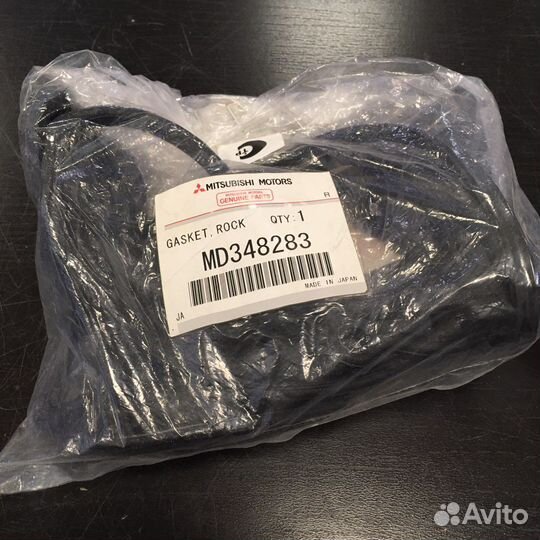 MITSUBISHI MOTORS
GENUINE PARTS
R
GASKET, ROCK QTY:1
MD348283
MADE IN JAPAN
JA
Avito